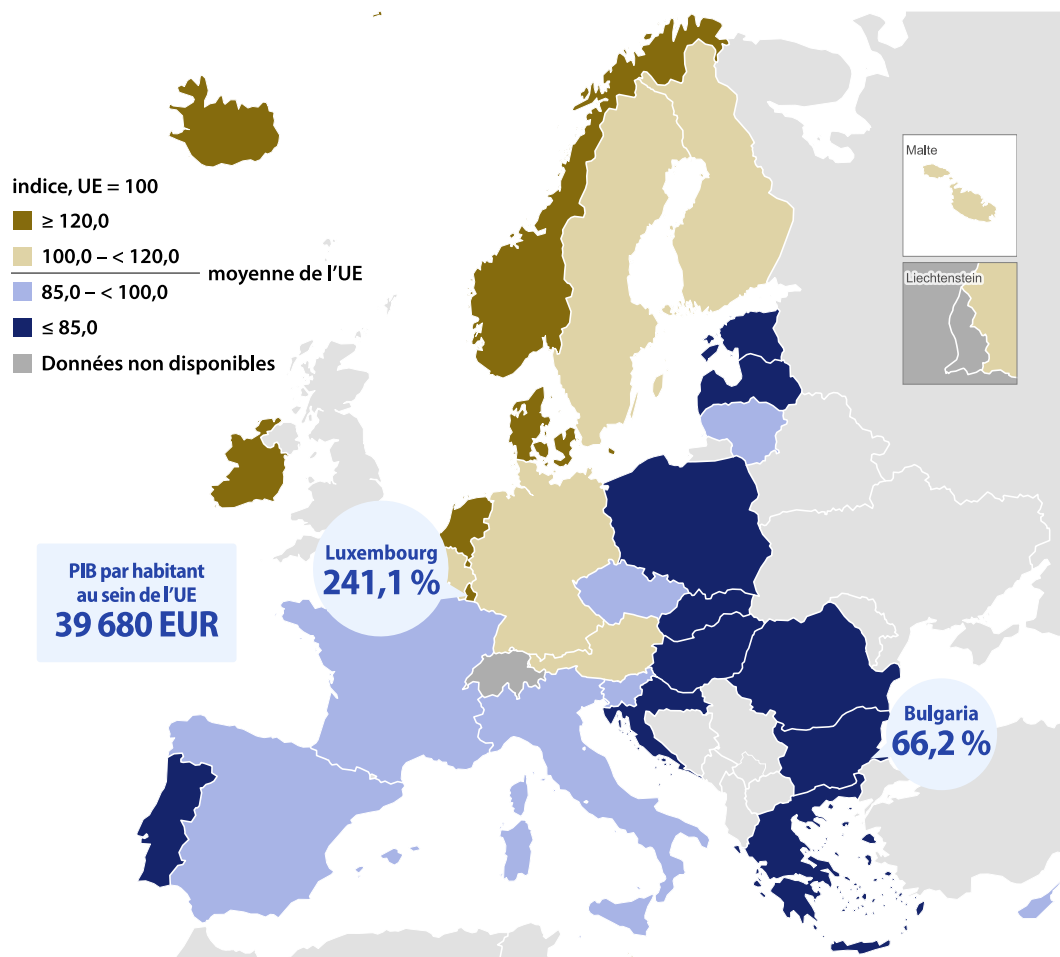 indice, UE = 100
≥ 120,0
100,0 – < 120,0
moyenne de l’UE
85,0 – < 100,0
≤ 85,0
Données non disponibles
Malte
Liechtenstein
PIB par habitant
au sein de l’UE
39 680 EUR
Luxembourg
241,1 %
Bulgaria
66,2 %